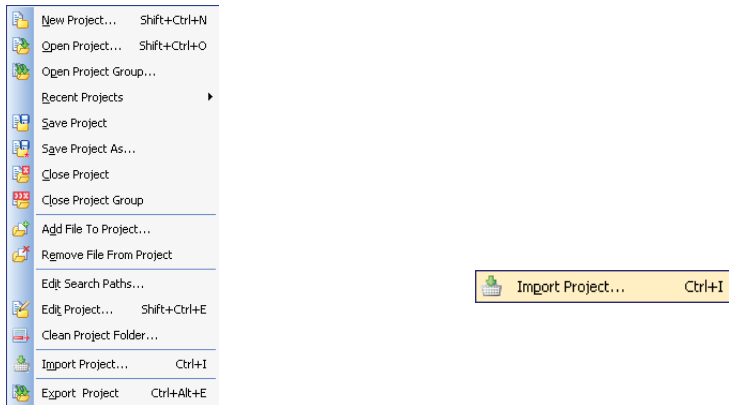 New Project... Shift+Ctrl+N
Open Project... Shift+Ctrl+O
Open Project Group...
Recent Projects
Save Project
Save Project As...
Close Project
Close Project Group
Add File To Project...
Remove File From Project
Edit Search Paths...
Edit Project... Shift+Ctrl+E
Clean Project Folder...
Import Project... Ctrl+I
Export Project Ctrl+Alt+E
Import Project... Ctrl+I